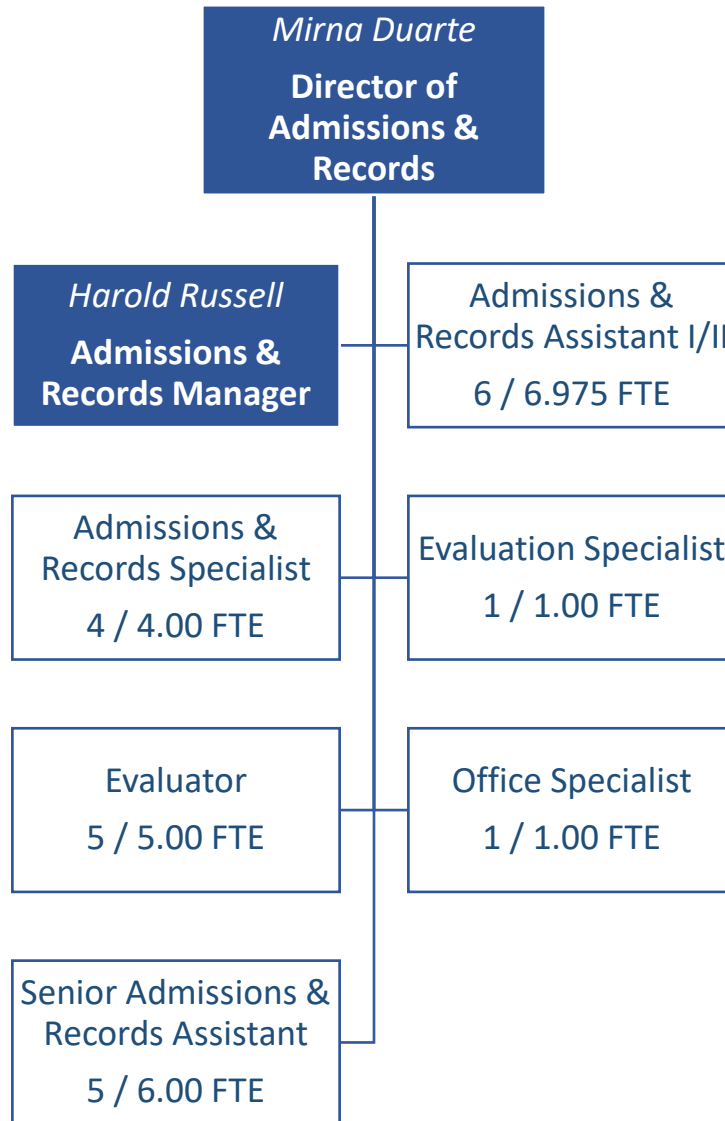 Mirna Duarte
Director of
Admissions &
Records
Harold Russell
Admissions &
Records Manager
Admissions &
Records Assistant I/II
6 / 6.975 FTE
Admissions &
Records Specialist
4 / 4.00 FTE
Evaluation Specialist
1 / 1.00 FTE
Evaluator
5 / 5.00 FTE
Office Specialist
1 / 1.00 FTE
Senior Admissions &
Records Assistant
5 / 6.00 FTE